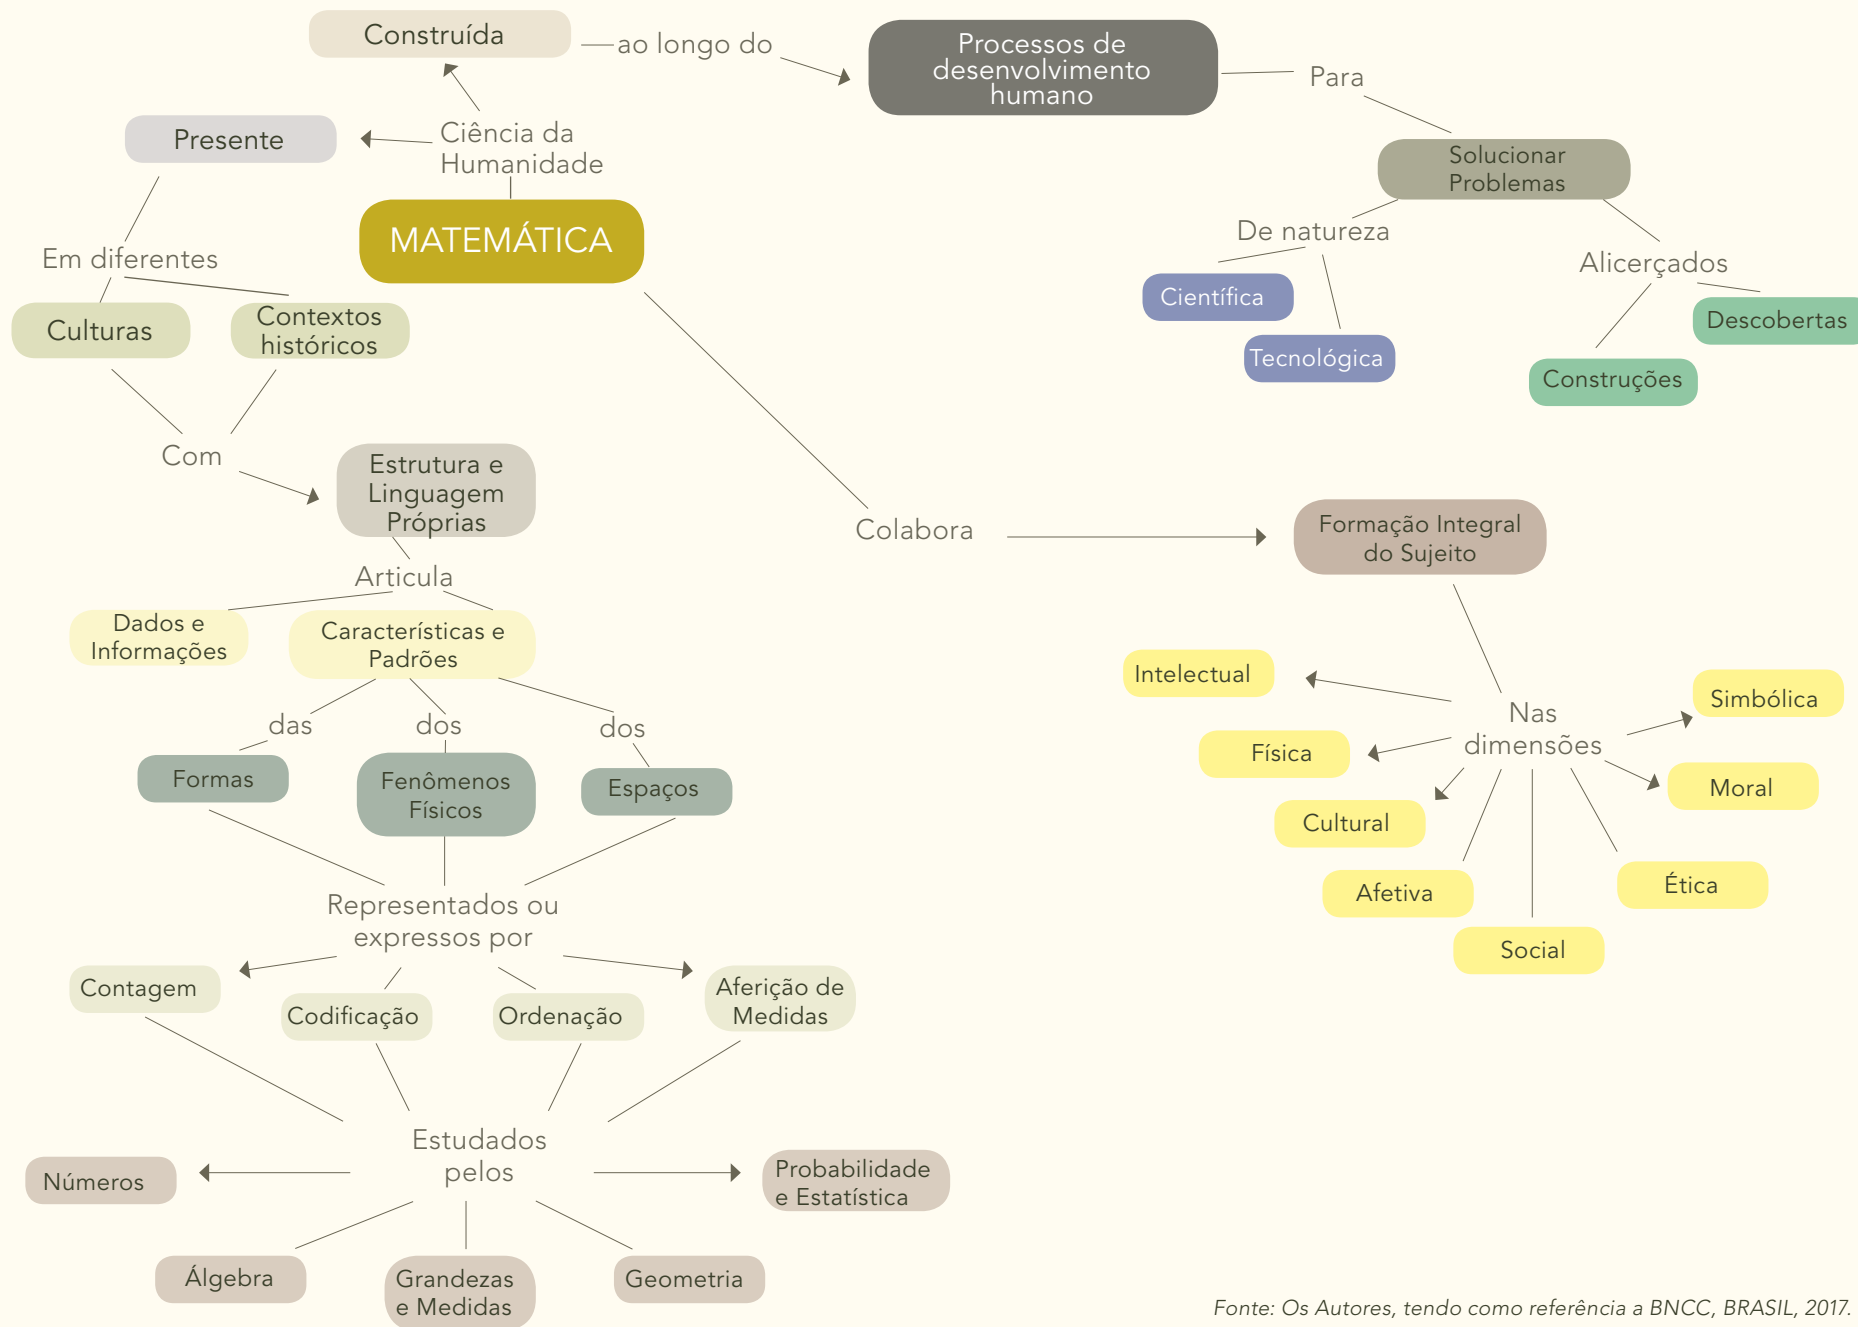 Construída
ao longo do
Processos de
desenvolvimento
humano
Para
Presente
Ciência da
Humanidade
Solucionar
Problemas
MATEMÁTICA
De natureza
Em diferentes
Alicerçados
Científica
Culturas
Contextos
históricos
Descobertas
Tecnológica
Construções
Com
Estrutura e
Linguagem
Próprias
Colabora
Formação Integral
do Sujeito
Articula
Dados e
Informações
Características e
Padrões
Intelectual
Simbólica
das
dos
dos
Nas
dimensões
Física
Formas
Fenômenos
Físicos
Espaços
Moral
Cultural
Afetiva
Ética
Representados ou
expressos por
Social
Contagem
Codificação
Ordenação
Aferição de
Medidas
Estudados
pelos
Números
Probabilidade
e Estatística
Álgebra
Grandezas
e Medidas
Geometria
Fonte: Os Autores, tendo como referência a BNCC, BRASIL, 2017.